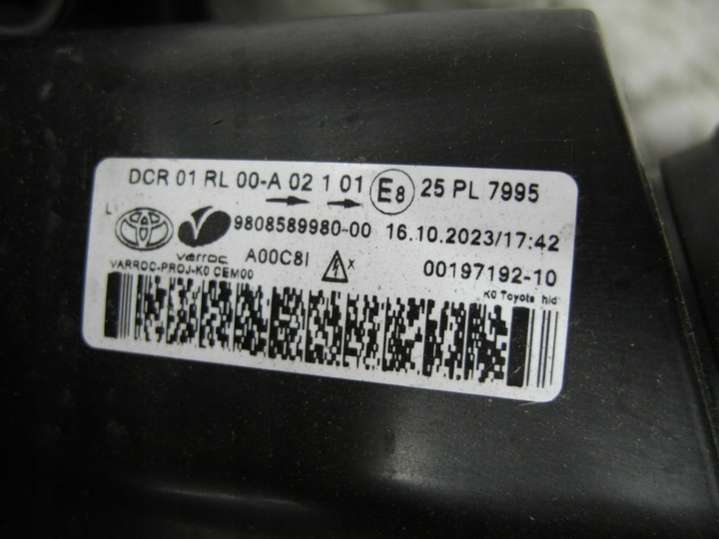 DCR 01 RL 00-A 02 1 01 E8 25 PL 7995
L
9808589980-00 16.10.2023/17:42
varroc A00C8I X 00197192-10
VARROC-PROJ-K0 CEM00
K0 Toyota hid